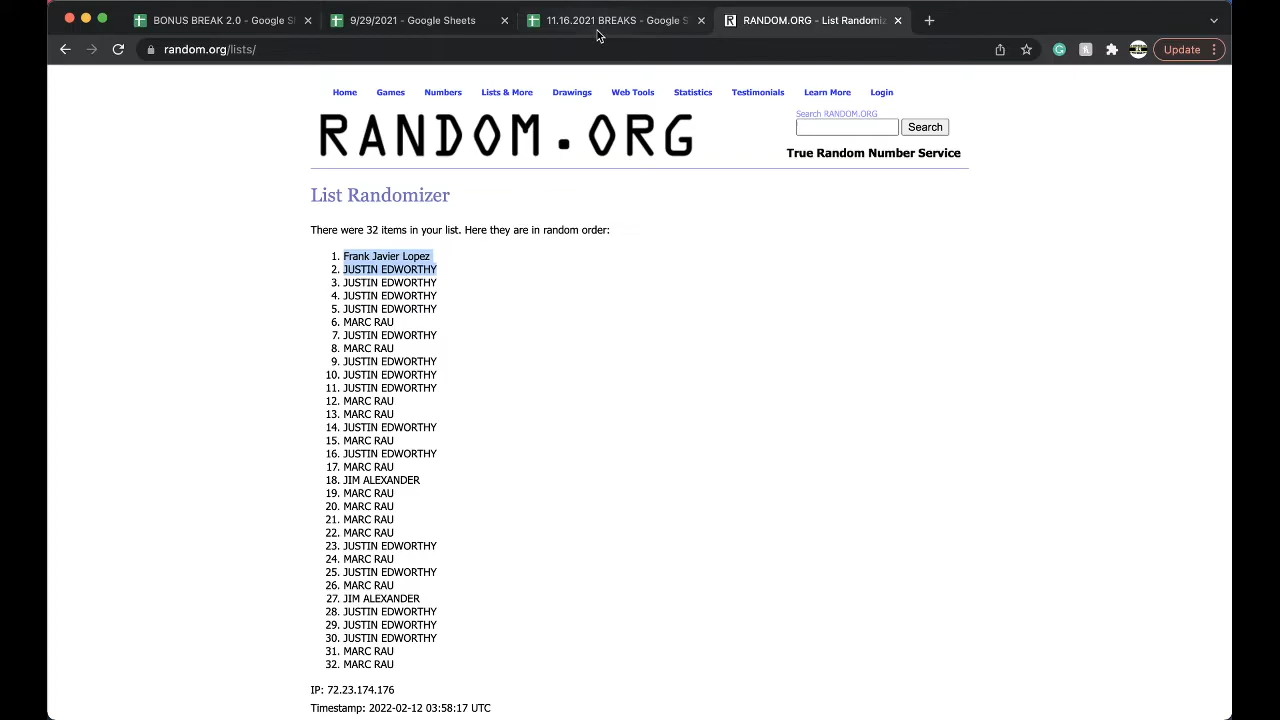 BONUS BREAK 2.0 - Google Sh
9/29/2021 - Google Sheets
11.16.2021 BREAKS - Google S
RANDOM.ORG - List Randomiz
random.org/lists/
Update
Home Games Numbers Lists & More Drawings Web Tools Statistics Testimonials Learn More Login
RANDOM.ORG
Search RANDOM.ORG
Search
True Random Number Service
List Randomizer
There were 32 items in your list. Here they are in random order:
1. Frank Javier Lopez
2. JUSTIN EDWORTHY
3. JUSTIN EDWORTHY
4. JUSTIN EDWORTHY
5. JUSTIN EDWORTHY
6. MARC RAU
7. JUSTIN EDWORTHY
8. MARC RAU
9. JUSTIN EDWORTHY
10. JUSTIN EDWORTHY
11. JUSTIN EDWORTHY
12. MARC RAU
13. MARC RAU
14. JUSTIN EDWORTHY
15. MARC RAU
16. JUSTIN EDWORTHY
17. MARC RAU
18. JIM ALEXANDER
19. MARC RAU
20. MARC RAU
21. MARC RAU
22. MARC RAU
23. JUSTIN EDWORTHY
24. MARC RAU
25. JUSTIN EDWORTHY
26. MARC RAU
27. JIM ALEXANDER
28. JUSTIN EDWORTHY
29. JUSTIN EDWORTHY
30. JUSTIN EDWORTHY
31. MARC RAU
32. MARC RAU
IP: 72.23.174.176
Timestamp: 2022-02-12 03:58:17 UTC